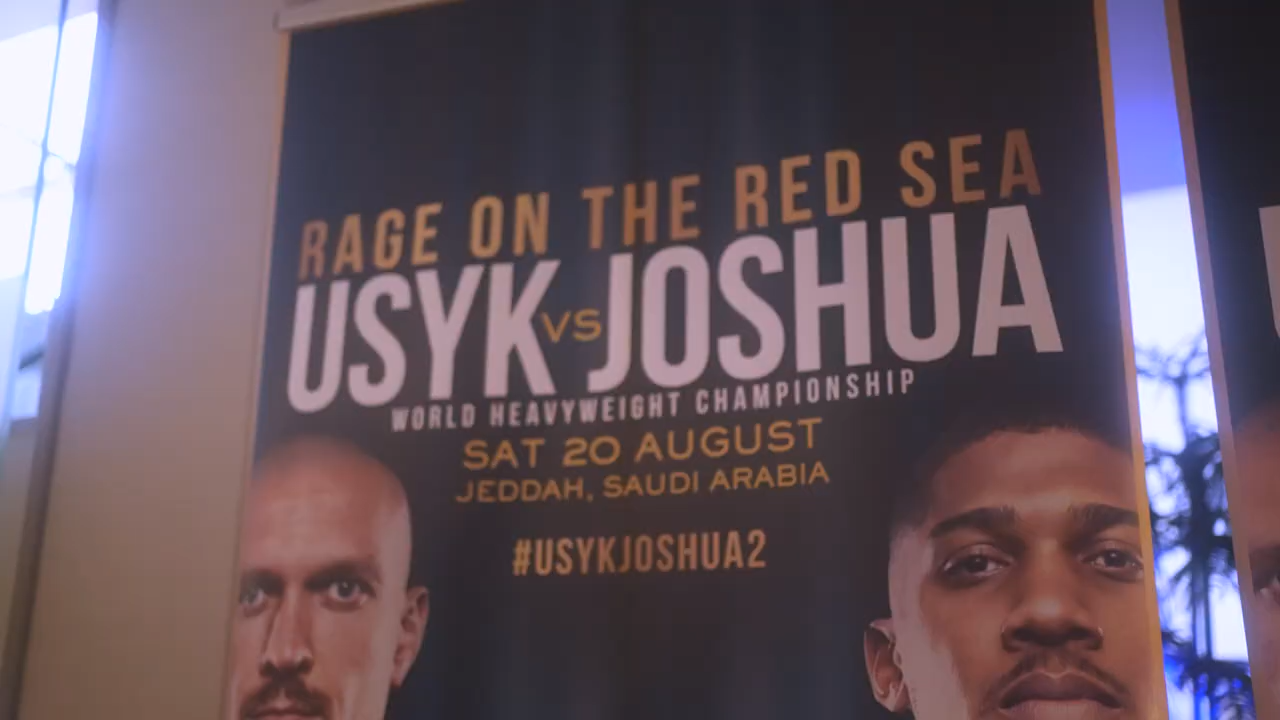 RAGE ON THE RED SEA
USYK VS JOSHUA
WORLD HEAVYWEIGHT CHAMPIONSHIP
SAT 20 AUGUST
JEDDAH, SAUDI ARABIA
#USYKJOSHUA2